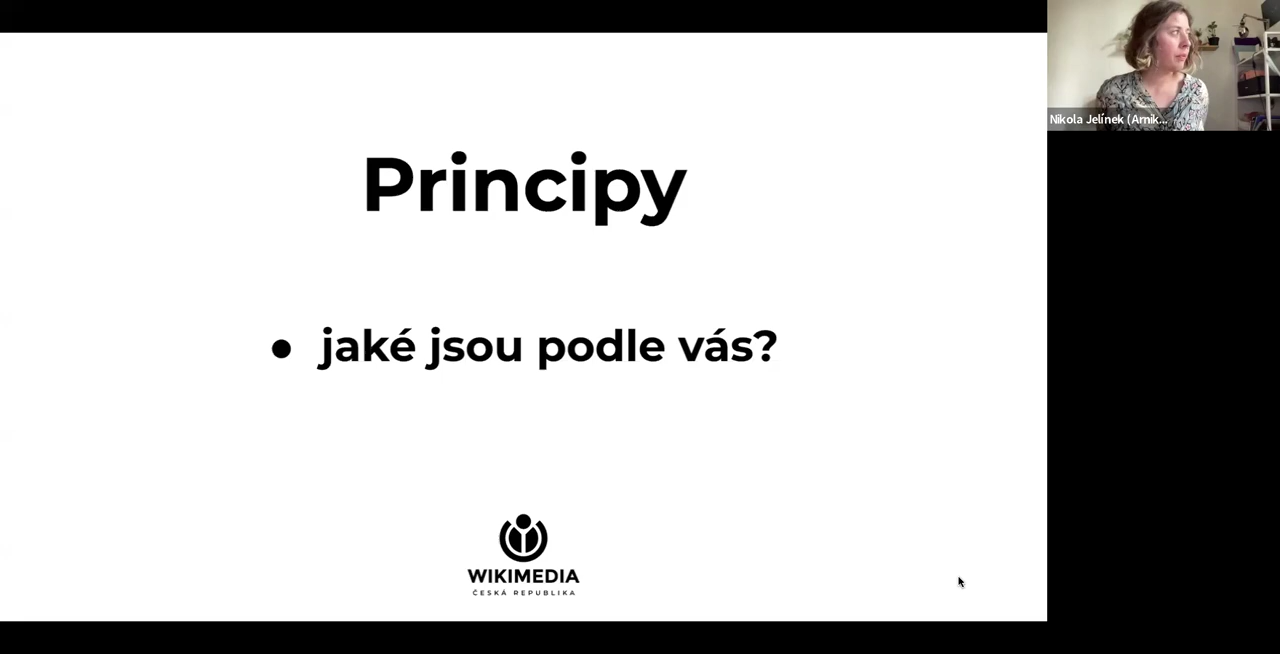 Principy
● jaké jsou podle vás?
WIKIMEDIA
ČESKÁ REPUBLIKA
Nikola Jelínek (Arnik...